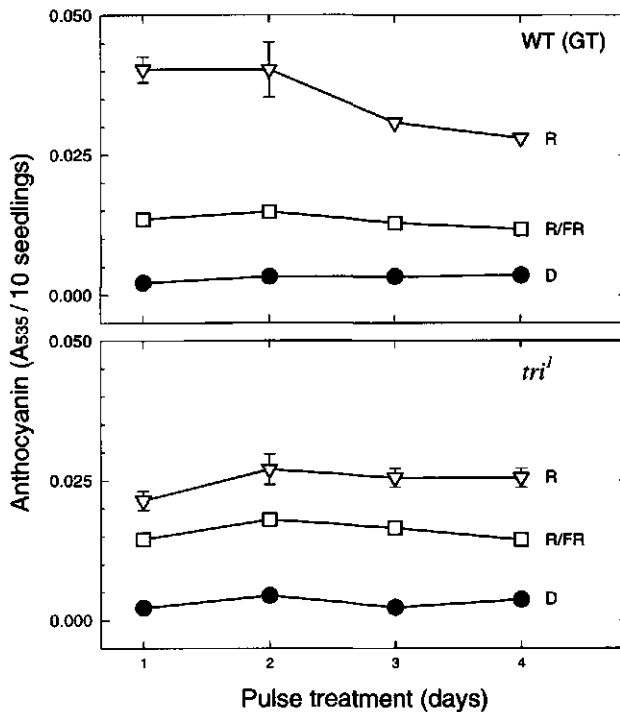 Anthocyanin (A535 / 10 seedlings)
0.050
WT (GT)
R
0.025
R/FR
D
0.000
0.050
tri1
R
0.025
R/FR
D
0.000
1 2 3 4
Pulse treatment (days)